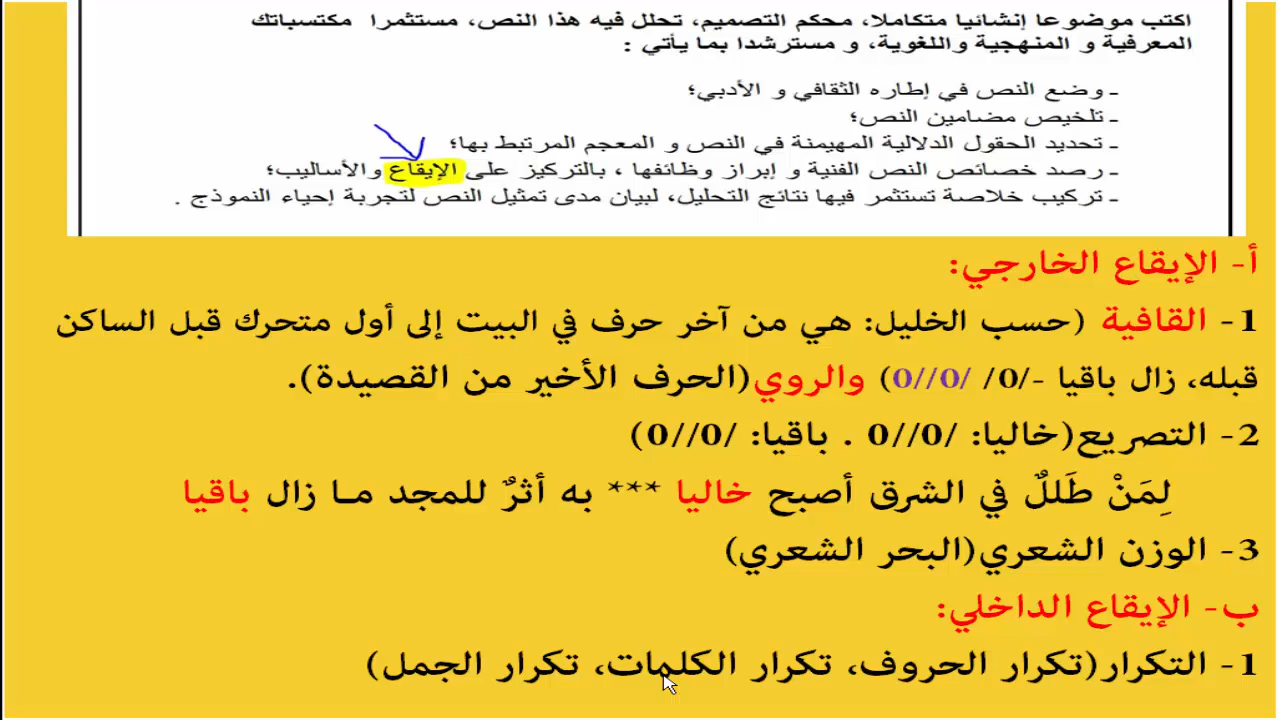 اكتب موضوعا إنشائيا متكاملا، محكم التصميم، تحلل فيه هذا النص، مستثمرا مكتسباتك
المعرفية و المنهجية واللغوية، و مسترشدا بما يأتي :
ـ وضع النص في إطاره الثقافي و الأدبي؛
ـ تلخيص مضامين النص؛
ـ تحديد الحقول الدلالية المهيمنة في النص و المعجم المرتبط بها؛
ـ رصد خصائص النص الفنية و إبراز وظائفها ، بالتركيز على الإيقاع والأساليب؛
ـ تركيب خلاصة تستثمر فيها نتائج التحليل، لبيان مدى تمثيل النص لتجربة إحياء النموذج .
أ- الإيقاع الخارجي:
1- القافية (حسب الخليل: هي من آخر حرف في البيت إلى أول متحرك قبل الساكن
قبله، زال باقيا -/0/ /0//0) والروي(الحرف الأخير من القصيدة).
2- التصريع(خاليا: /0//0 . باقيا: /0//0)
لِمَنْ طَللٌ في الشرق أصبح خاليا *** به أثرٌ للمجد مـا زال باقيا
3- الوزن الشعري(البحر الشعري)
ب- الإيقاع الداخلي:
1- التكرار(تكرار الحروف، تكرار الكلمات، تكرار الجمل)